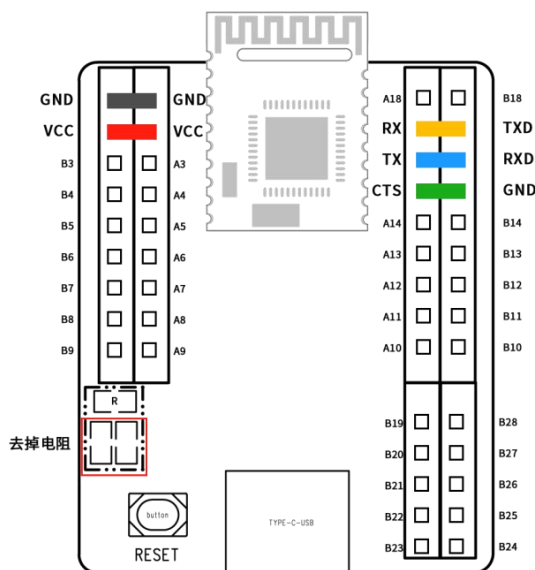 GND GND
VCC VCC
B3 A3
B4 A4
B5 A5
B6 A6
B7 A7
B8 A8
B9 A9
R
去掉电阻
button
RESET
TYPE-C-USB
A18 B18
RX TXD
TX RXD
CTS GND
A14 B14
A13 B13
A12 B12
A11 B11
A10 B10
B19 B28
B20 B27
B21 B26
B22 B25
B23 B24